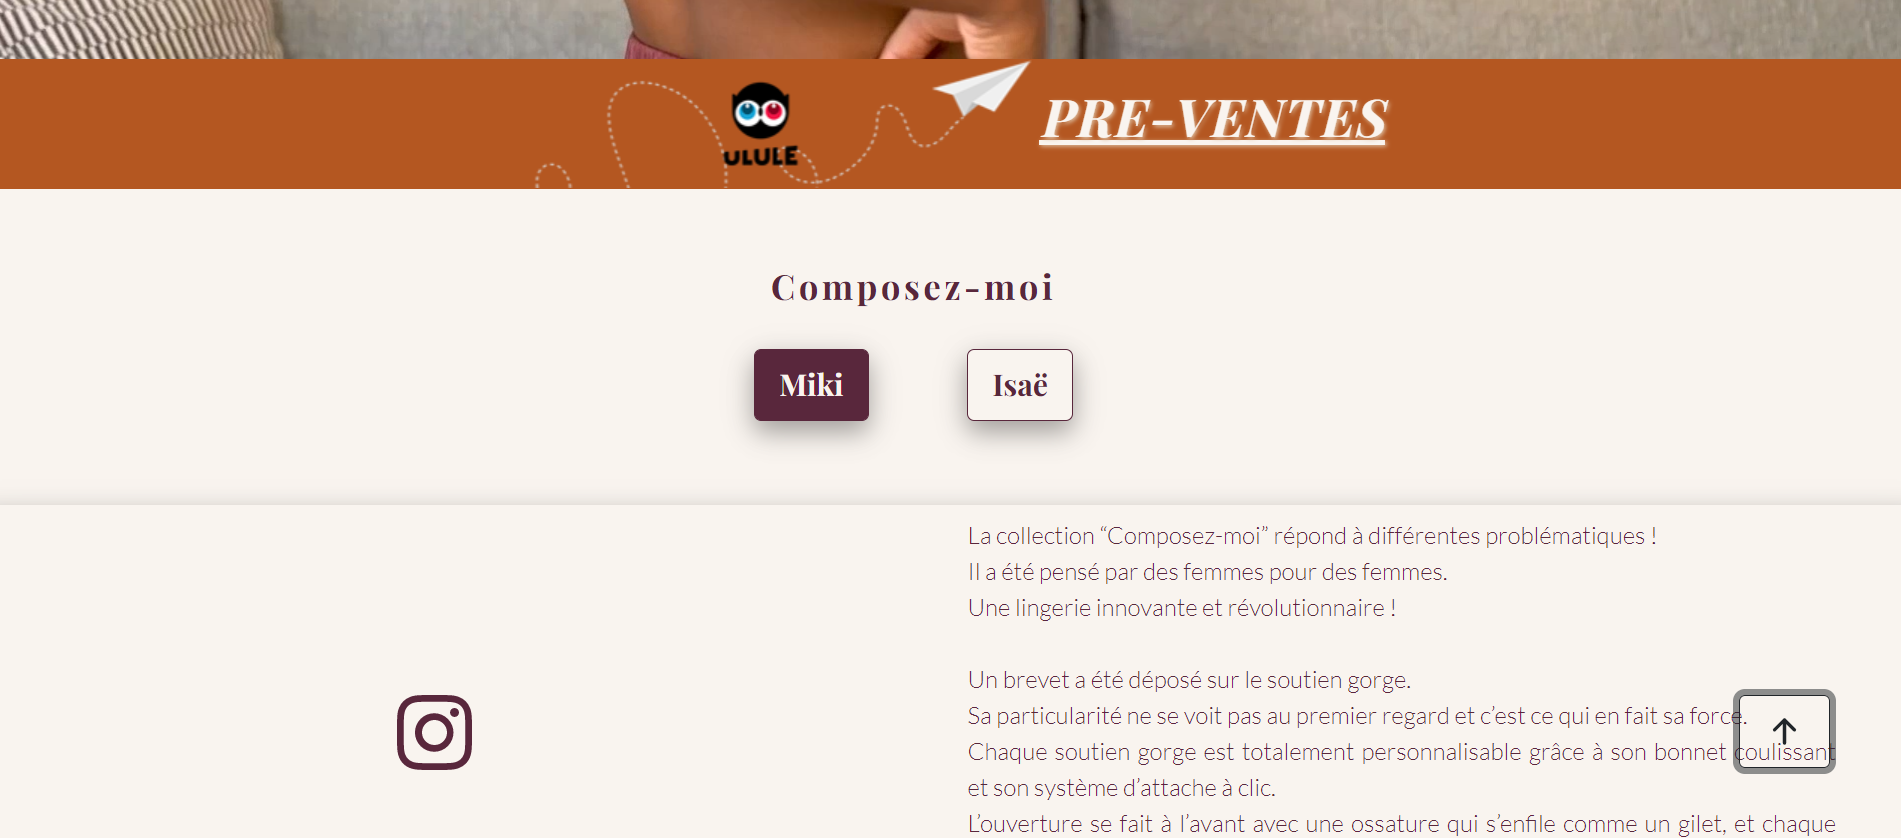 ULULE
PRE-VENTES
Composez-moi
Miki
Isaë
La collection “Composez-moi” répond à différentes problématiques !
Il a été pensé par des femmes pour des femmes.
Une lingerie innovante et révolutionnaire !
Un brevet a été déposé sur le soutien gorge.
Sa particularité ne se voit pas au premier regard et c’est ce qui en fait sa force.
Chaque soutien gorge est totalement personnalisable grâce à son bonnet coulissant
et son système d’attache à clic.
L’ouverture se fait à l’avant avec une ossature qui s’enfile comme un gilet, et chaque